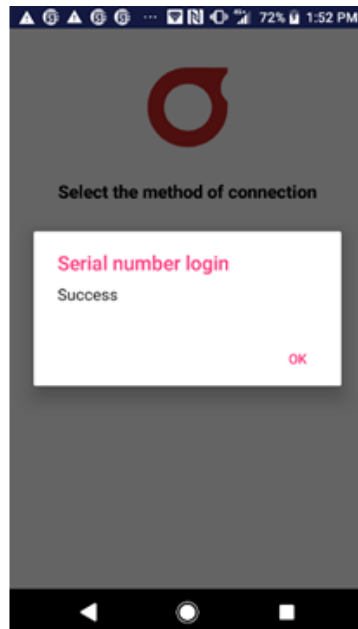 72% 1:52 PM
Select the method of connection
Serial number login
Success
OK